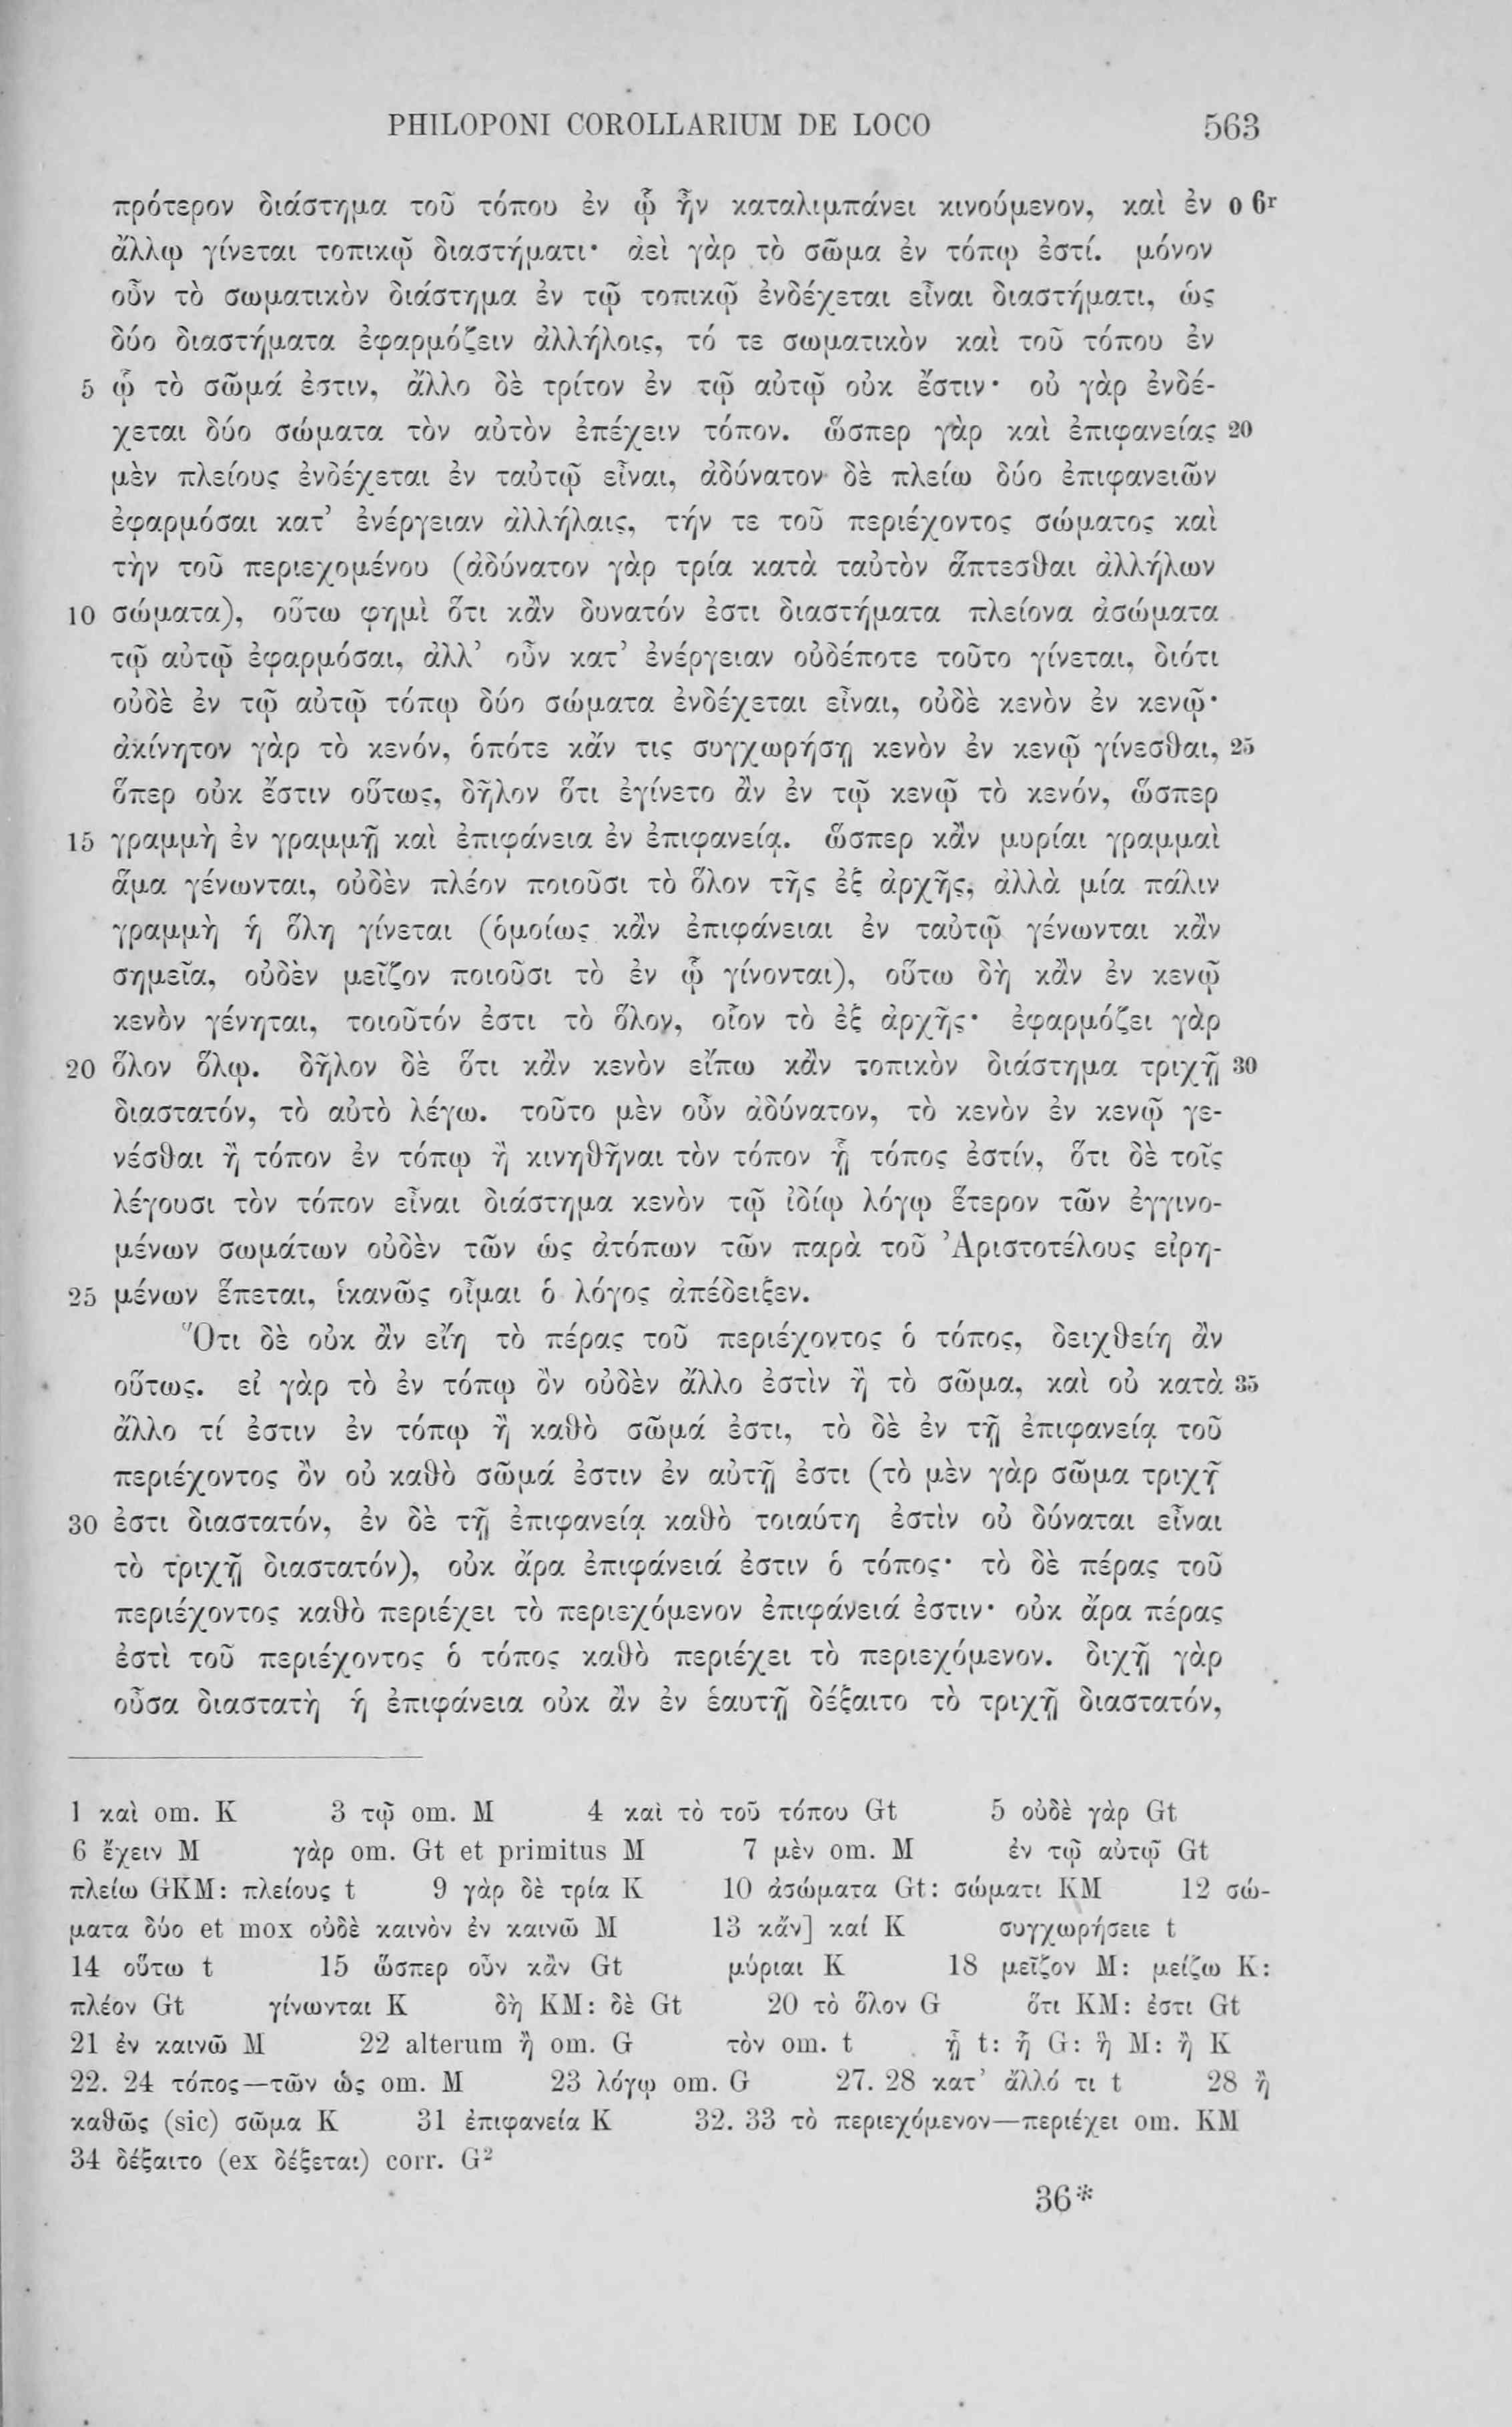 PHILOPONI COROLLARIUM DE LOCO 563
πρότερον διάστημα τοῦ τόπου ἐν ᾧ ἦν καταλιμπάνει κινούμενον, καὶ ἐν ο 6r
ἄλλῳ γίνεται τοπικῷ διαστήματι· ἀεὶ γὰρ τὸ σῶμα ἐν τόπῳ ἐστί. μόνον
οὖν τὸ σωματικὸν διάστημα ἐν τῷ τοπικῷ ἐνδέχεται εἶναι διαστήματι, ὡς
δύο διαστήματα ἐφαρμόζειν ἀλλήλοις, τό τε σωματικὸν καὶ τοῦ τόπου ἐν
5 ᾧ τὸ σῶμά ἐστιν, ἄλλο δὲ τρίτον ἐν τῷ αὐτῷ οὐκ ἔστιν· οὐ γὰρ ἐνδέ-
χεται δύο σώματα τὸν αὐτὸν ἐπέχειν τόπον. ὥσπερ γὰρ καὶ ἐπιφανείας 20
μὲν πλείους ἐνδέχεται ἐν ταὐτῷ εἶναι, ἀδύνατον δὲ πλείω δύο ἐπιφανειῶν
ἐφαρμόσαι κατ’ ἐνέργειαν ἀλλήλαις, τήν τε τοῦ περιέχοντος σώματος καὶ
τὴν τοῦ περιεχομένου (ἀδύνατον γὰρ τρία κατὰ ταὐτὸν ἅπτεσθαι ἀλλήλων
10 σώματα), οὕτω φημὶ ὅτι κἂν δυνατόν ἐστι διαστήματα πλείονα ἀσώματα
τῷ αὐτῷ ἐφαρμόσαι, ἀλλ’ οὖν κατ’ ἐνέργειαν οὐδέποτε τοῦτο γίνεται, διότι
οὐδὲ ἐν τῷ αὐτῷ τόπῳ δύο σώματα ἐνδέχεται εἶναι, οὐδὲ κενὸν ἐν κενῷ·
ἀκίνητον γὰρ τὸ κενόν, ὁπότε κἄν τις συγχωρήσῃ κενὸν ἐν κενῷ γίνεσθαι, 25
ὅπερ οὐκ ἔστιν οὕτως, δῆλον ὅτι ἐγίνετο ἂν ἐν τῷ κενῷ τὸ κενόν, ὥσπερ
15 γραμμὴ ἐν γραμμῇ καὶ ἐπιφάνεια ἐν ἐπιφανείᾳ. ὥσπερ κἂν μυρίαι γραμμαὶ
ἅμα γένωνται, οὐδὲν πλέον ποιοῦσι τὸ ὅλον τῆς ἐξ ἀρχῆς, ἀλλὰ μία πάλιν
γραμμὴ ἡ ὅλη γίνεται (ὁμοίως κἂν ἐπιφάνειαι ἐν ταὐτῷ γένωνται κἂν
σημεῖα, οὐδὲν μεῖζον ποιοῦσι τὸ ἐν ᾧ γίνονται), οὕτω δὴ κἂν ἐν κενῷ
κενὸν γένηται, τοιοῦτόν ἐστι τὸ ὅλον, οἷον τὸ ἐξ ἀρχῆς· ἐφαρμόζει γὰρ
20 ὅλον ὅλῳ. δῆλον δὲ ὅτι κἂν κενὸν εἴπω κἂν τοπικὸν διάστημα τριχῇ 30
διαστατόν, τὸ αὐτὸ λέγω. τοῦτο μὲν οὖν ἀδύνατον, τὸ κενὸν ἐν κενῷ γε-
νέσθαι ἢ τόπον ἐν τόπῳ ἢ κινηθῆναι τὸν τόπον ᾗ τόπος ἐστίν, ὅτι δὲ τοῖς
λέγουσι τὸν τόπον εἶναι διάστημα κενὸν τῷ ἰδίῳ λόγῳ ἕτερον τῶν ἐγγινο-
μένων σωμάτων οὐδὲν τῶν ὡς ἀτόπων τῶν παρὰ τοῦ Ἀριστοτέλους εἰρη-
25 μένων ἕπεται, ἱκανῶς οἶμαι ὁ λόγος ἀπέδειξεν.
Ὅτι δὲ οὐκ ἂν εἴη τὸ πέρας τοῦ περιέχοντος ὁ τόπος, δειχθείη ἂν
οὕτως. εἰ γὰρ τὸ ἐν τόπῳ ὂν οὐδὲν ἄλλο ἐστὶν ἢ τὸ σῶμα, καὶ οὐ κατὰ 35
ἄλλο τί ἐστιν ἐν τόπῳ ἢ καθὸ σῶμά ἐστι, τὸ δὲ ἐν τῇ ἐπιφανείᾳ τοῦ
περιέχοντος ὂν οὐ καθὸ σῶμά ἐστιν ἐν αὐτῇ ἐστι (τὸ μὲν γὰρ σῶμα τριχῇ
30 ἐστι διαστατόν, ἐν δὲ τῇ ἐπιφανείᾳ καθὸ τοιαύτη ἐστὶν οὐ δύναται εἶναι
τὸ τριχῇ διαστατόν), οὐκ ἄρα ἐπιφάνειά ἐστιν ὁ τόπος· τὸ δὲ πέρας τοῦ
περιέχοντος καθὸ περιέχει τὸ περιεχόμενον ἐπιφάνειά ἐστιν· οὐκ ἄρα πέρας
ἐστὶ τοῦ περιέχοντος ὁ τόπος καθὸ περιέχει τὸ περιεχόμενον. διχῇ γὰρ
οὖσα διαστατὴ ἡ ἐπιφάνεια οὐκ ἂν ἐν ἑαυτῇ δέξαιτο τὸ τριχῇ διαστατόν,
1 καὶ om. K 3 τῷ om. M 4 καὶ τὸ τοῦ τόπου Gt 5 οὐδὲ γὰρ Gt
6 ἔχειν M γὰρ om. Gt et primitus M 7 μὲν om. M ἐν τῷ αὐτῷ Gt
πλείω GKM: πλείους t 9 γὰρ δὲ τρία K 10 ἀσώματα Gt: σώματι KM 12 σώ-
ματα δύο et mox οὐδὲ καινὸν ἐν καινῶ M 13 κἄν] καί K συγχωρήσειε t
14 οὕτω t 15 ὥσπερ οὖν κἂν Gt μύριαι K 18 μεῖζον M: μείζω K:
πλέον Gt γίνωνται K δὴ KM: δὲ Gt 20 τὸ ὅλον G ὅτι KM: ἐστι Gt
21 ἐν καινῶ M 22 alterum ἢ om. G τὸν om. t ᾗ t: ἦ G: ἣ M: ἢ K
22. 24 τόπος—τῶν ὡς om. M 23 λόγῳ om. G 27. 28 κατ’ ἄλλό τι t 28 ἢ
καθῶς (sic) σῶμα K 31 ἐπιφανεία K 32. 33 τὸ περιεχόμενον—περιέχει om. KM
34 δέξαιτο (ex δέξεται) corr. G²
36*